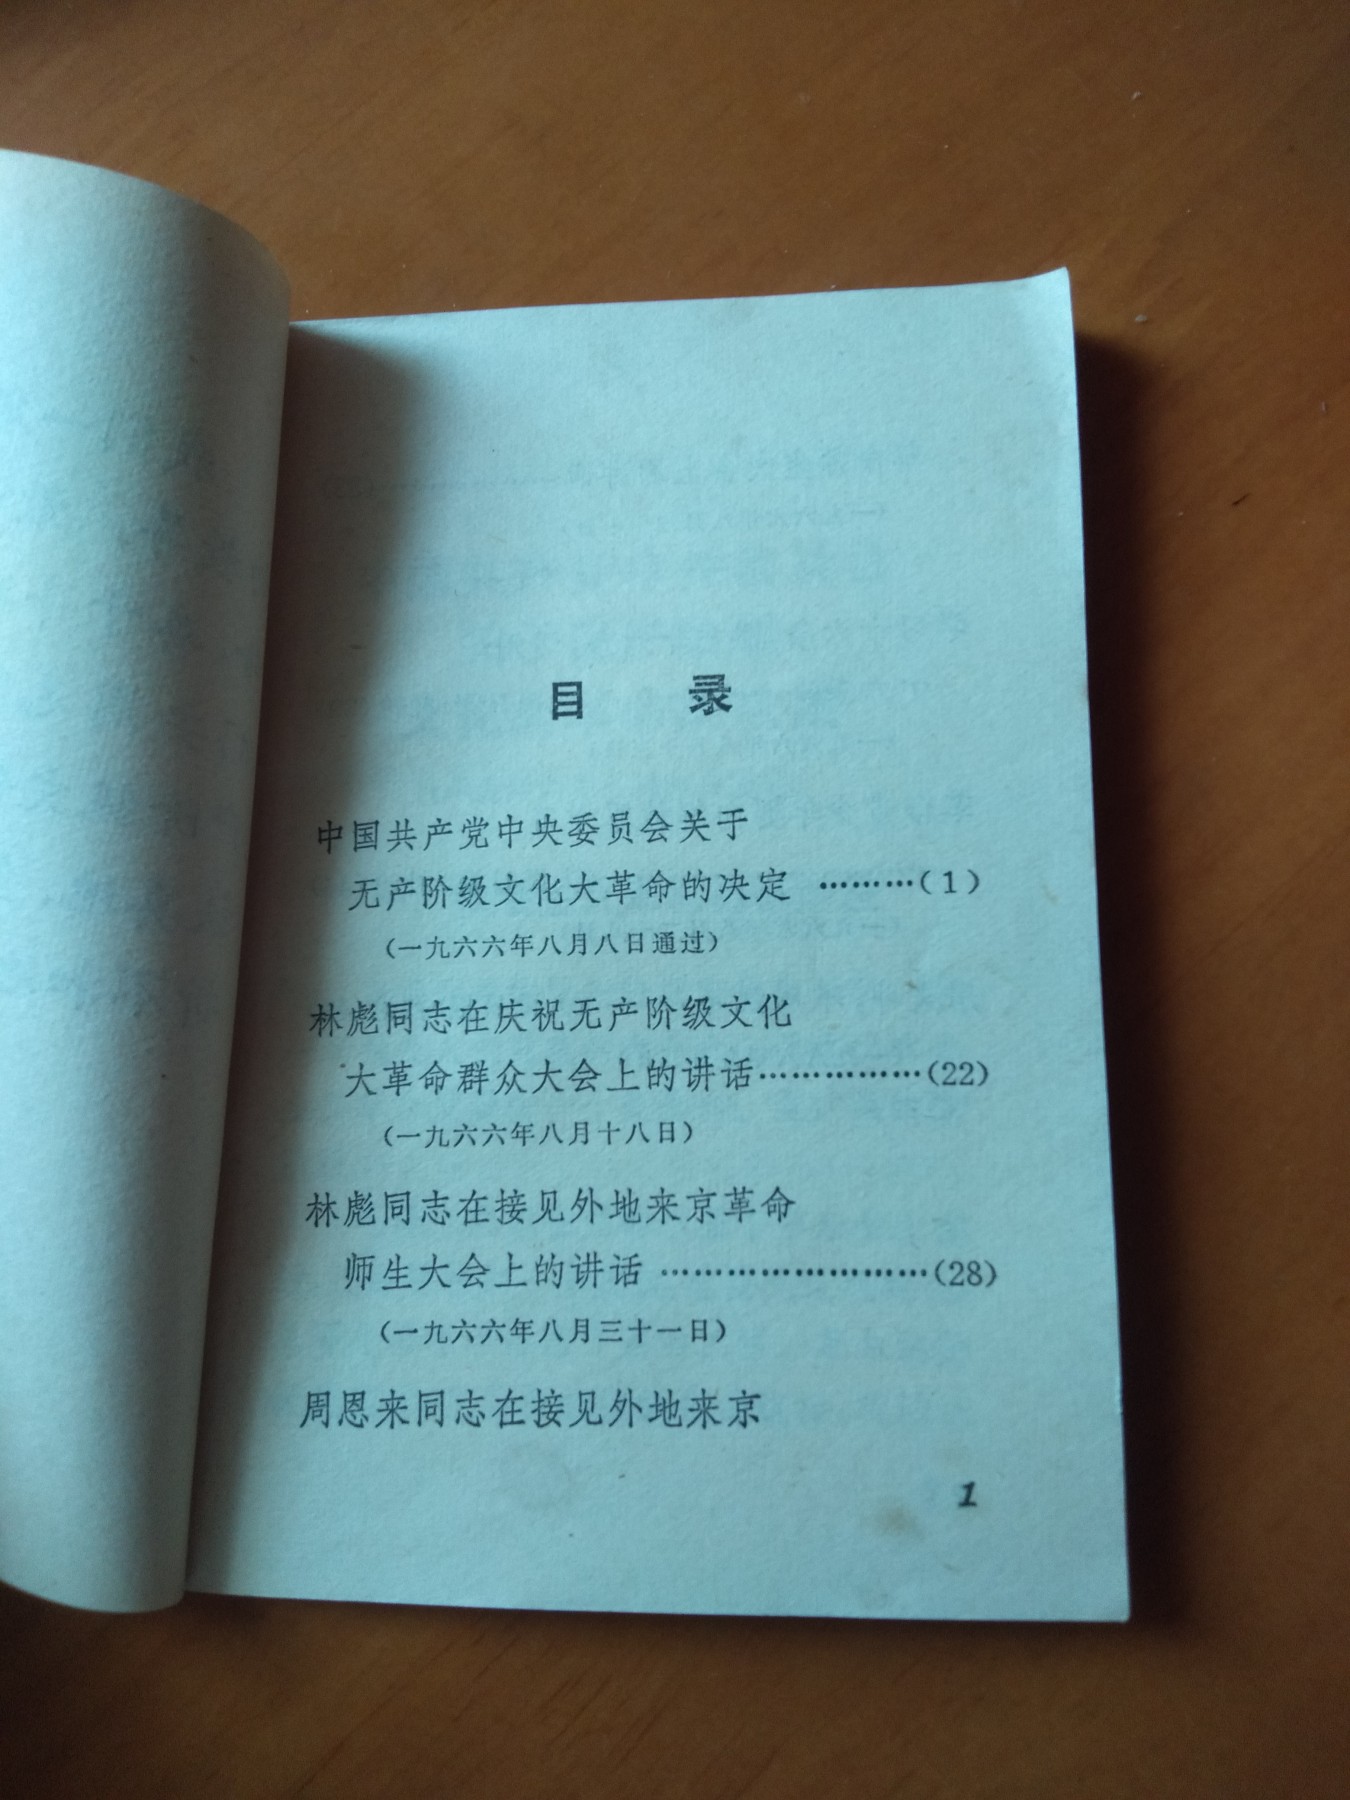 目 录
中国共产党中央委员会关于
无产阶级文化大革命的决定 ………(1)
(一九六六年八月八日通过)
林彪同志在庆祝无产阶级文化
大革命群众大会上的讲话……………(22)
(一九六六年八月十八日)
林彪同志在接见外地来京革命
师生大会上的讲话 ……………………(28)
(一九六六年八月三十一日)
周恩来同志在接见外地来京
1